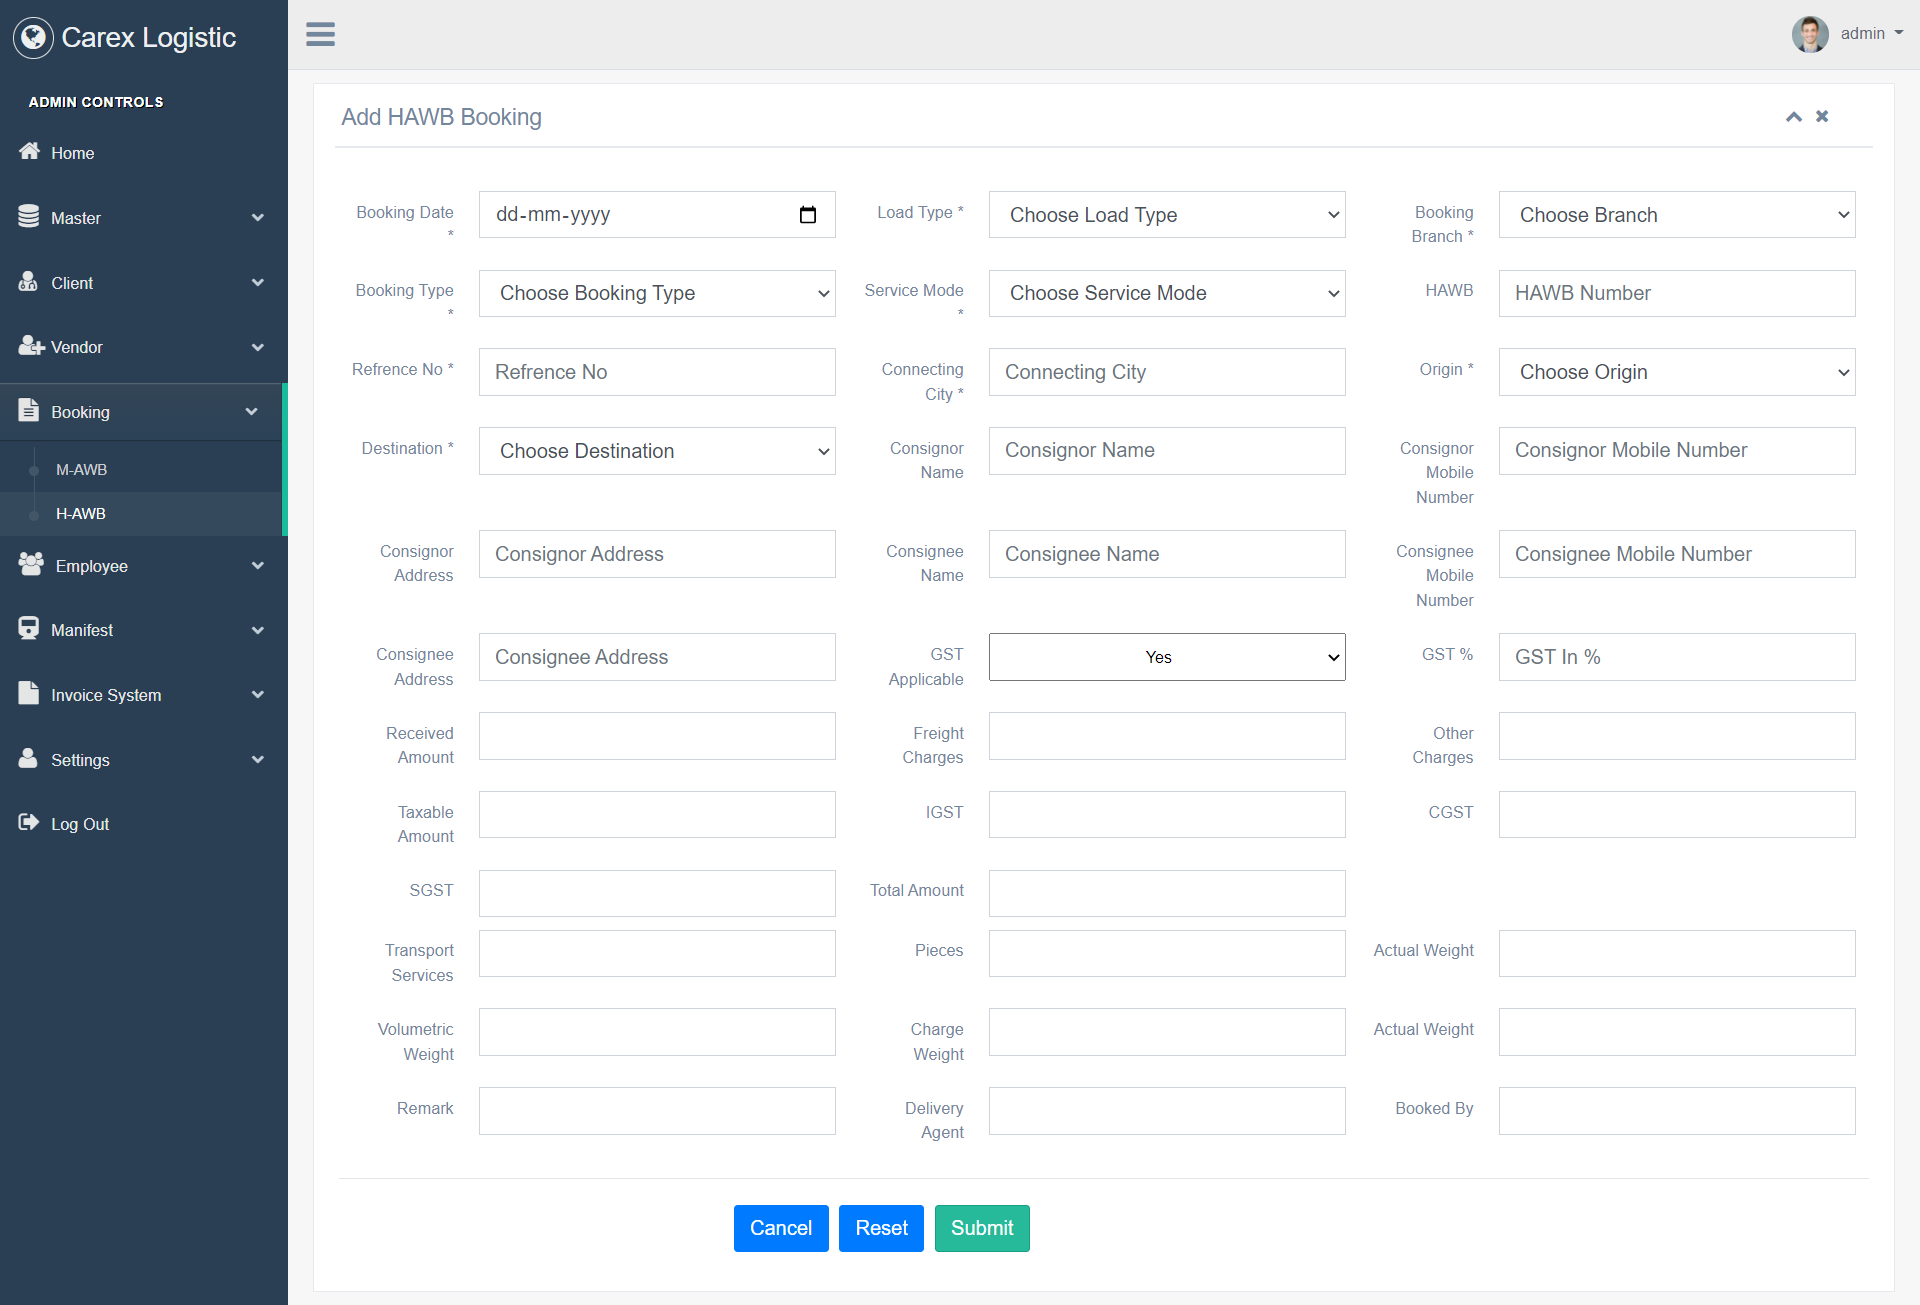 Carex Logistic
admin
ADMIN CONTROLS
Home
Master
Client
Vendor
Booking
M-AWB
H-AWB
Employee
Manifest
Invoice System
Settings
Log Out
Add HAWB Booking
Booking Date
*
dd-mm-yyyy
Load Type *
Choose Load Type
Booking
Branch *
Choose Branch
Booking Type
*
Choose Booking Type
Service Mode
*
Choose Service Mode
HAWB
HAWB Number
Refrence No *
Refrence No
Connecting
City *
Connecting City
Origin *
Choose Origin
Destination *
Choose Destination
Consignor
Name
Consignor Name
Consignor
Mobile
Number
Consignor Mobile Number
Consignor
Address
Consignor Address
Consignee
Name
Consignee Name
Consignee
Mobile
Number
Consignee Mobile Number
Consignee
Address
Consignee Address
GST
Applicable
Yes
GST %
GST In %
Received
Amount
Freight
Charges
Other
Charges
Taxable
Amount
IGST
CGST
SGST
Total Amount
Transport
Services
Pieces
Actual Weight
Volumetric
Weight
Charge
Weight
Actual Weight
Remark
Delivery
Agent
Booked By
Cancel
Reset
Submit